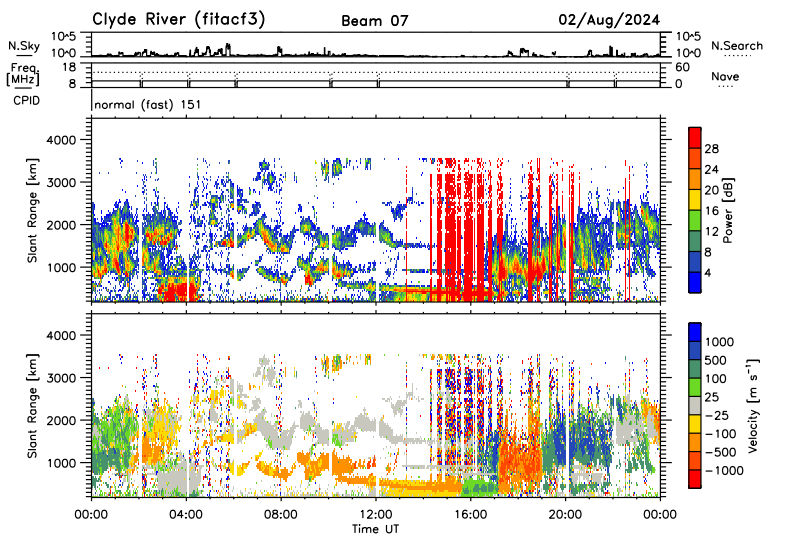 Clyde River (fitacf3) Beam 07 02/Aug/2024
N.Sky 10^5 10^0 10^5 10^0 N.Search
Freq. [MHz] 18 8 60 0 Nave
CPID normal (fast) 151
Slant Range [km] 4000 3000 2000 1000
Power [dB] 28 24 20 16 12 8 4
Slant Range [km] 4000 3000 2000 1000
Velocity [m s⁻¹] 1000 500 100 25 −25 −100 −500 −1000
00:00 04:00 08:00 12:00 16:00 20:00 00:00
Time UT